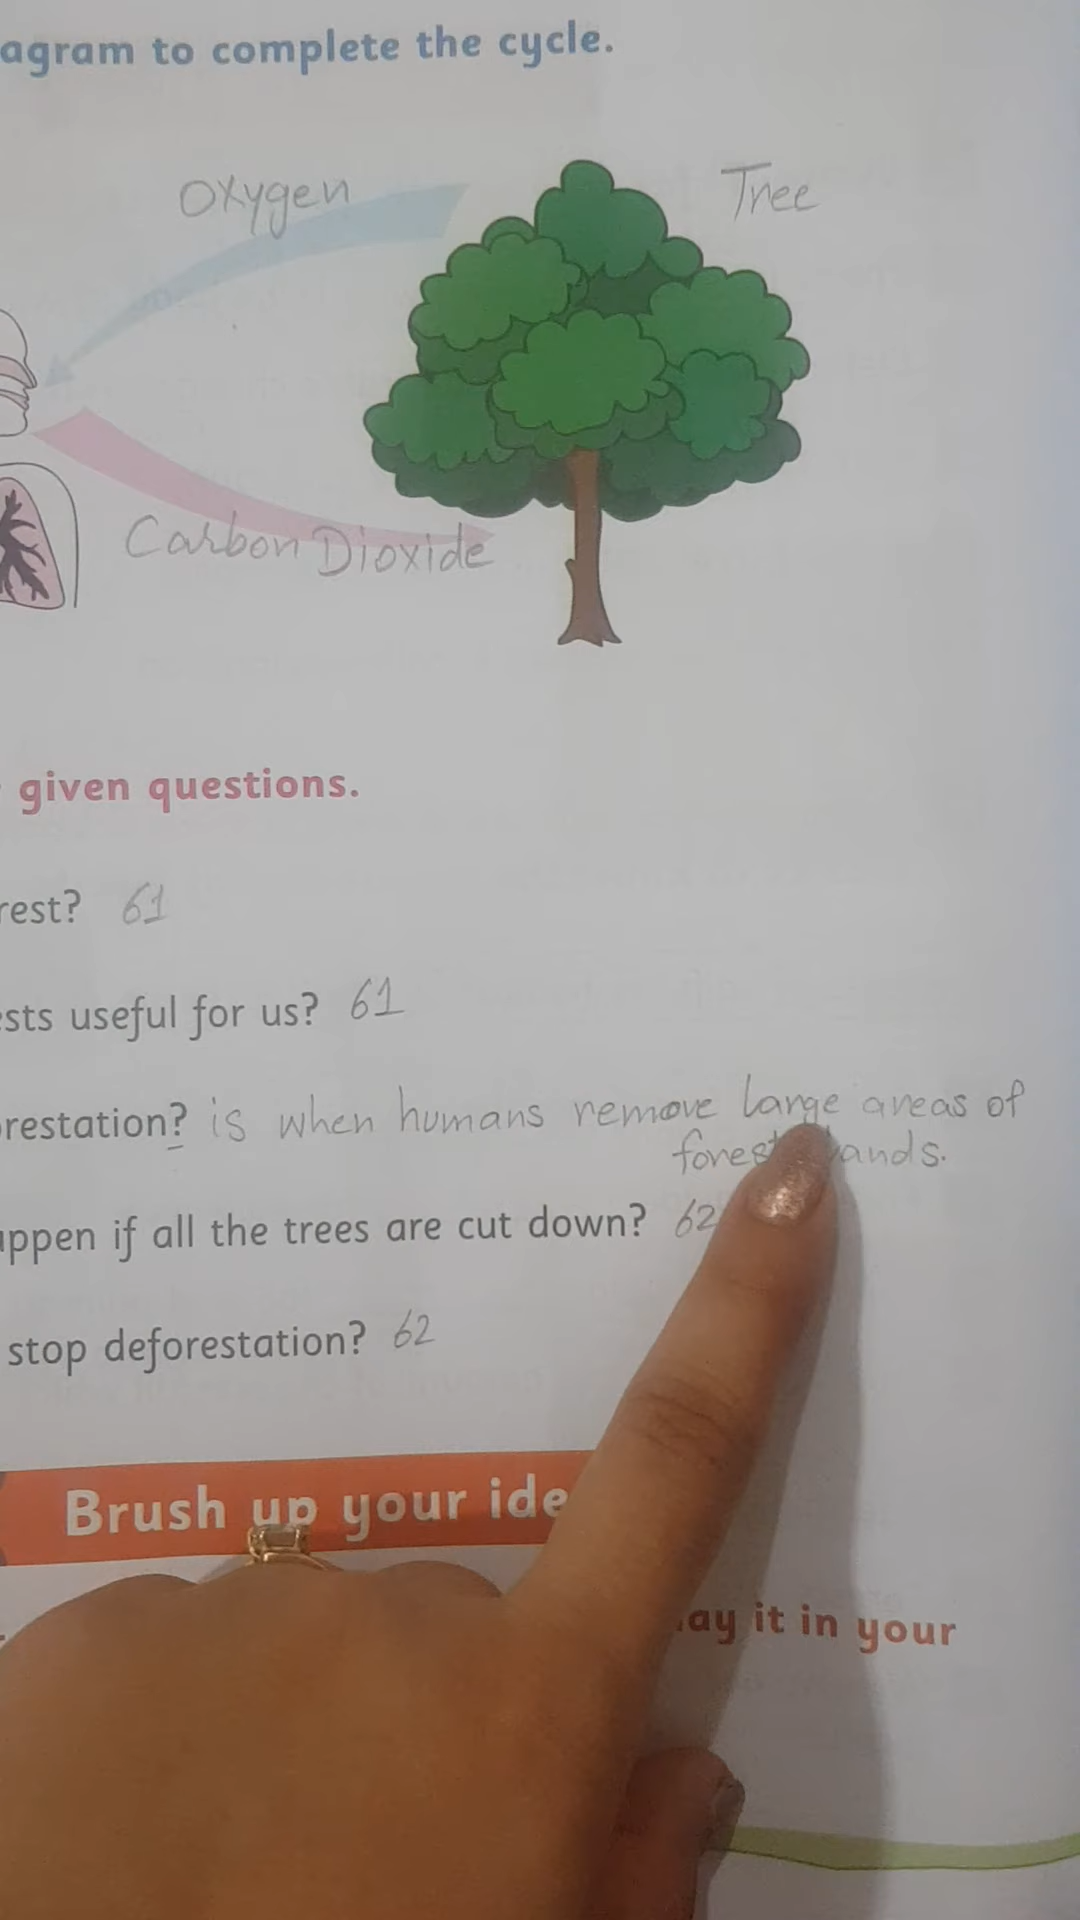 agram to complete the cycle.
Oxygen
Tree
Carbon Dioxide
given questions.
rest? 61
sts useful for us? 61
restation? is when humans remove large areas of
forest lands.
ppen if all the trees are cut down? 62
stop deforestation? 62
Brush up your ide
ay it in your